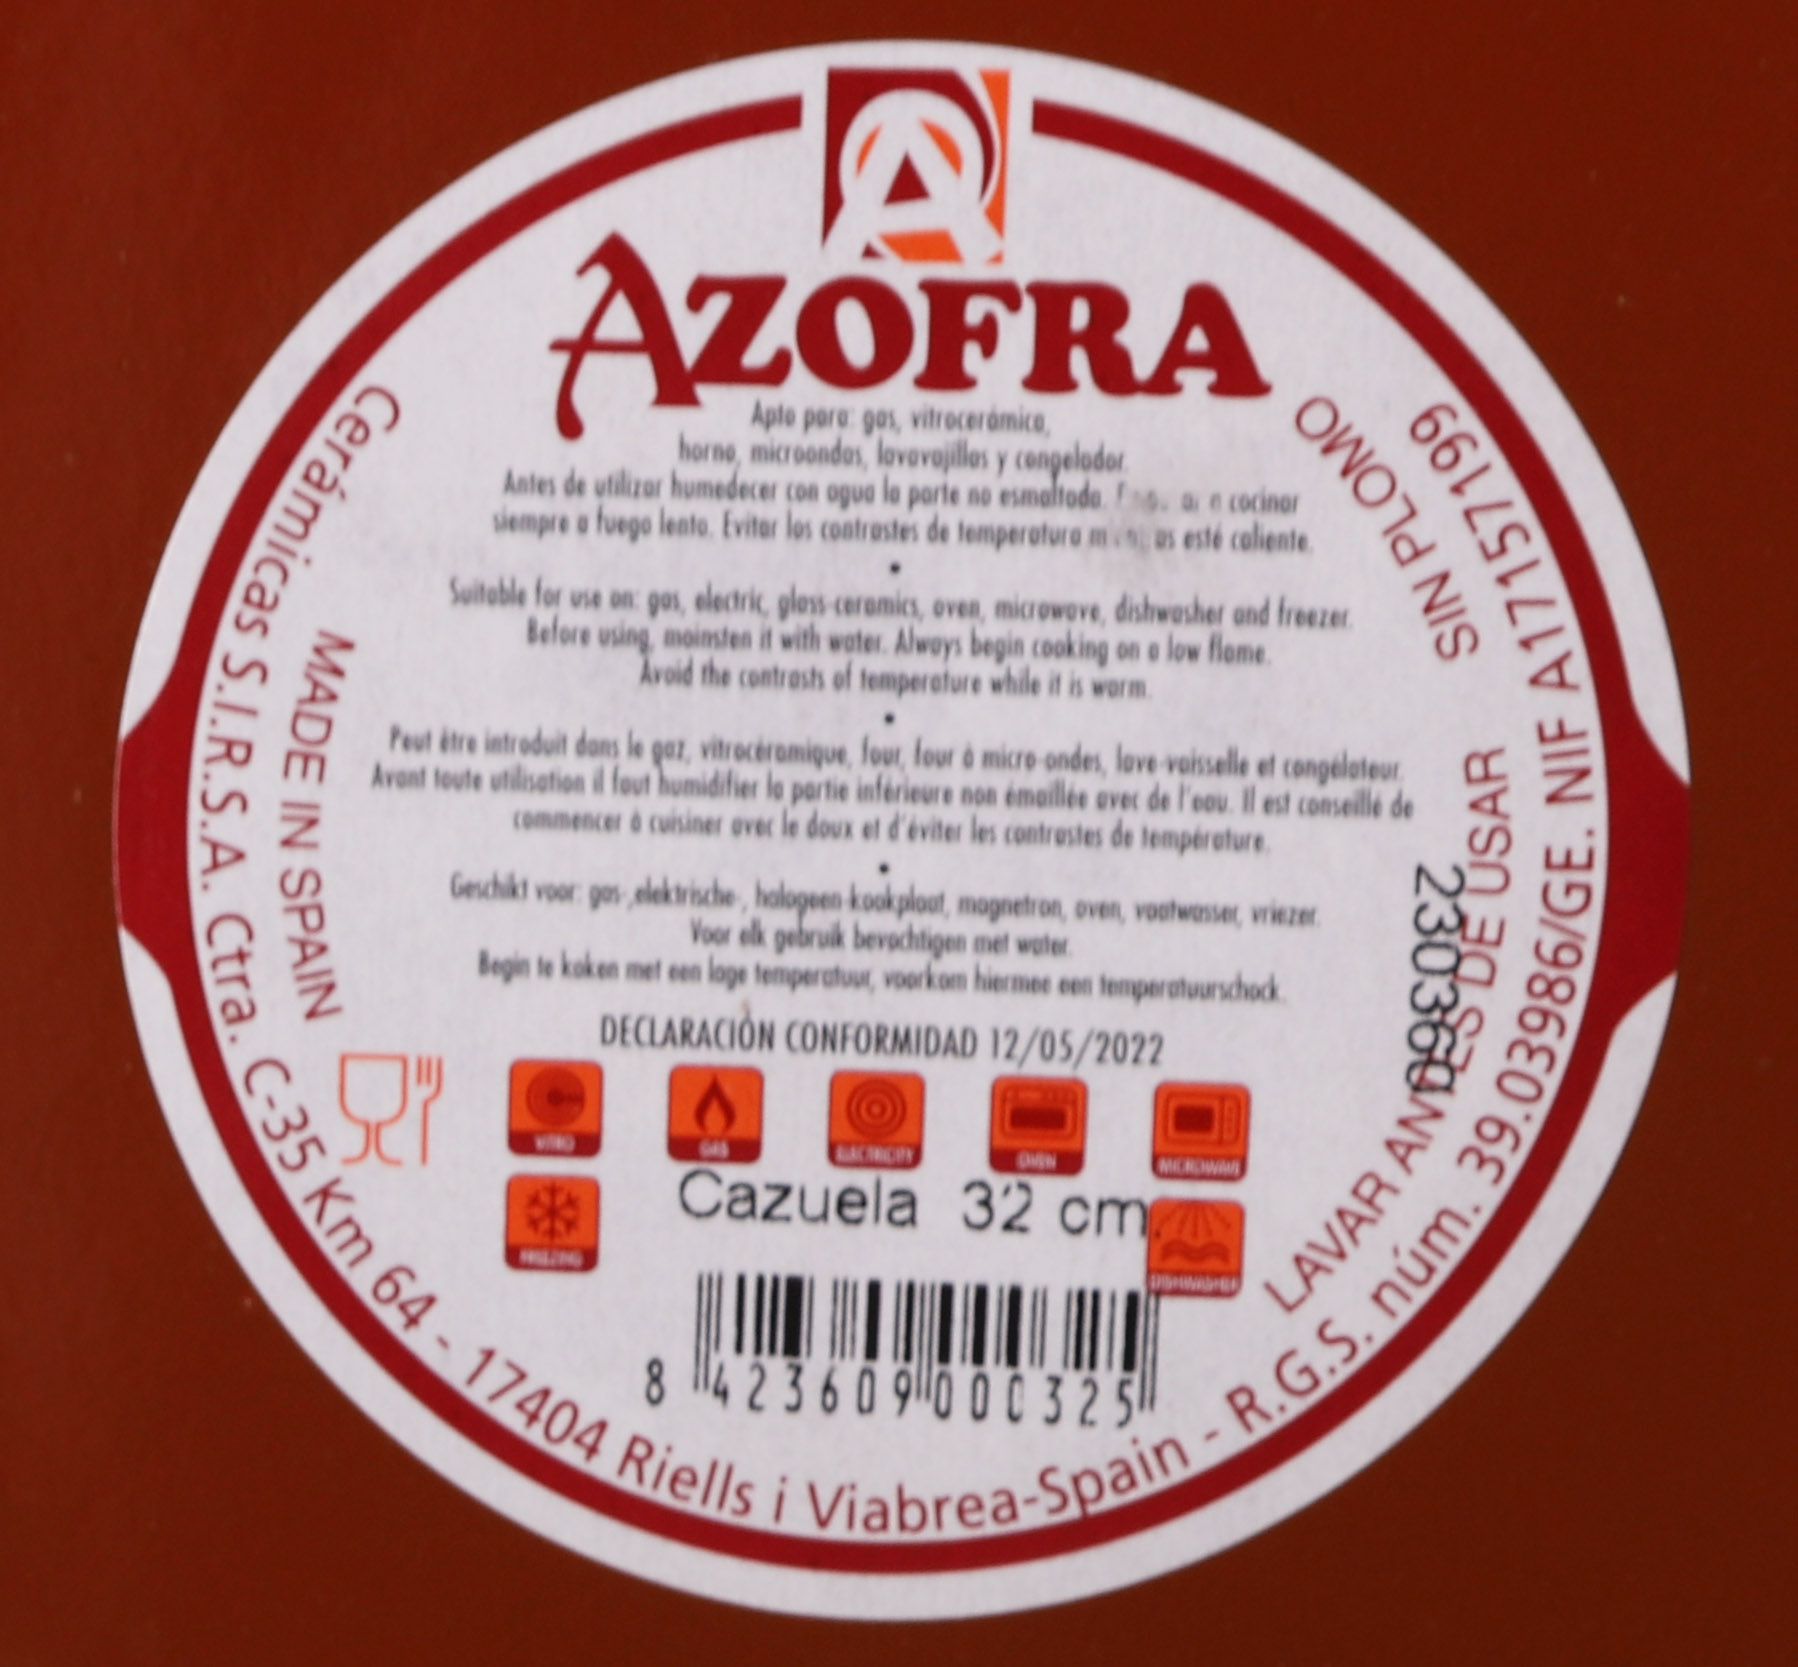 AZOFRA
Apto para: gas, vitrocerámica,
horno, microondas, lavavajillas y congelador.
Antes de utilizar humedecer con agua la parte no esmaltada. cocinar
siempre a fuego lento. Evitar los contrastes de temperatura esté caliente.
•
Suitable for use on: gas, electric, glass-ceramics, oven, microwave, dishwasher and freezer.
Before using, mainsten it with water. Always begin cooking on a low flame.
Avoid the contrasts of temperature while it is warm.
•
Peut être introduit dans le gaz, vitrocéramique, four, four à micro-ondes, lave-vaisselle et congélateur.
Avant toute utilisation il faut humidifier la partie inférieure non émaillée avec de l'eau. Il est conseillé de
commencer à cuisiner avec le doux et d'éviter les contrastes de température.
•
Geschikt voor: gas-,elektrische-, halogeen-kookplaat, magnetron, oven, vaatwasser, vriezer.
Voor elk gebruik bevochtigen met water.
Begin te koken met een lage temperatuur, voorkom hiermee een temperatuurschock.
DECLARACIÓN CONFORMIDAD 12/05/2022
VITRO GAS ELECTRICITY OVEN MICROWAVE
FREEZING
Cazuela 32 cm.
DISHWASHER
8 423609 000325
MADE IN SPAIN
SIN PLOMO
LAVAR ANTES DE USAR
230360
Cerámicas S.I.R.S.A. Ctra. C-35 Km 64 - 17404 Riells i Viabrea-Spain - R.G.S. núm. 39.03986/GE. NIF A17157199